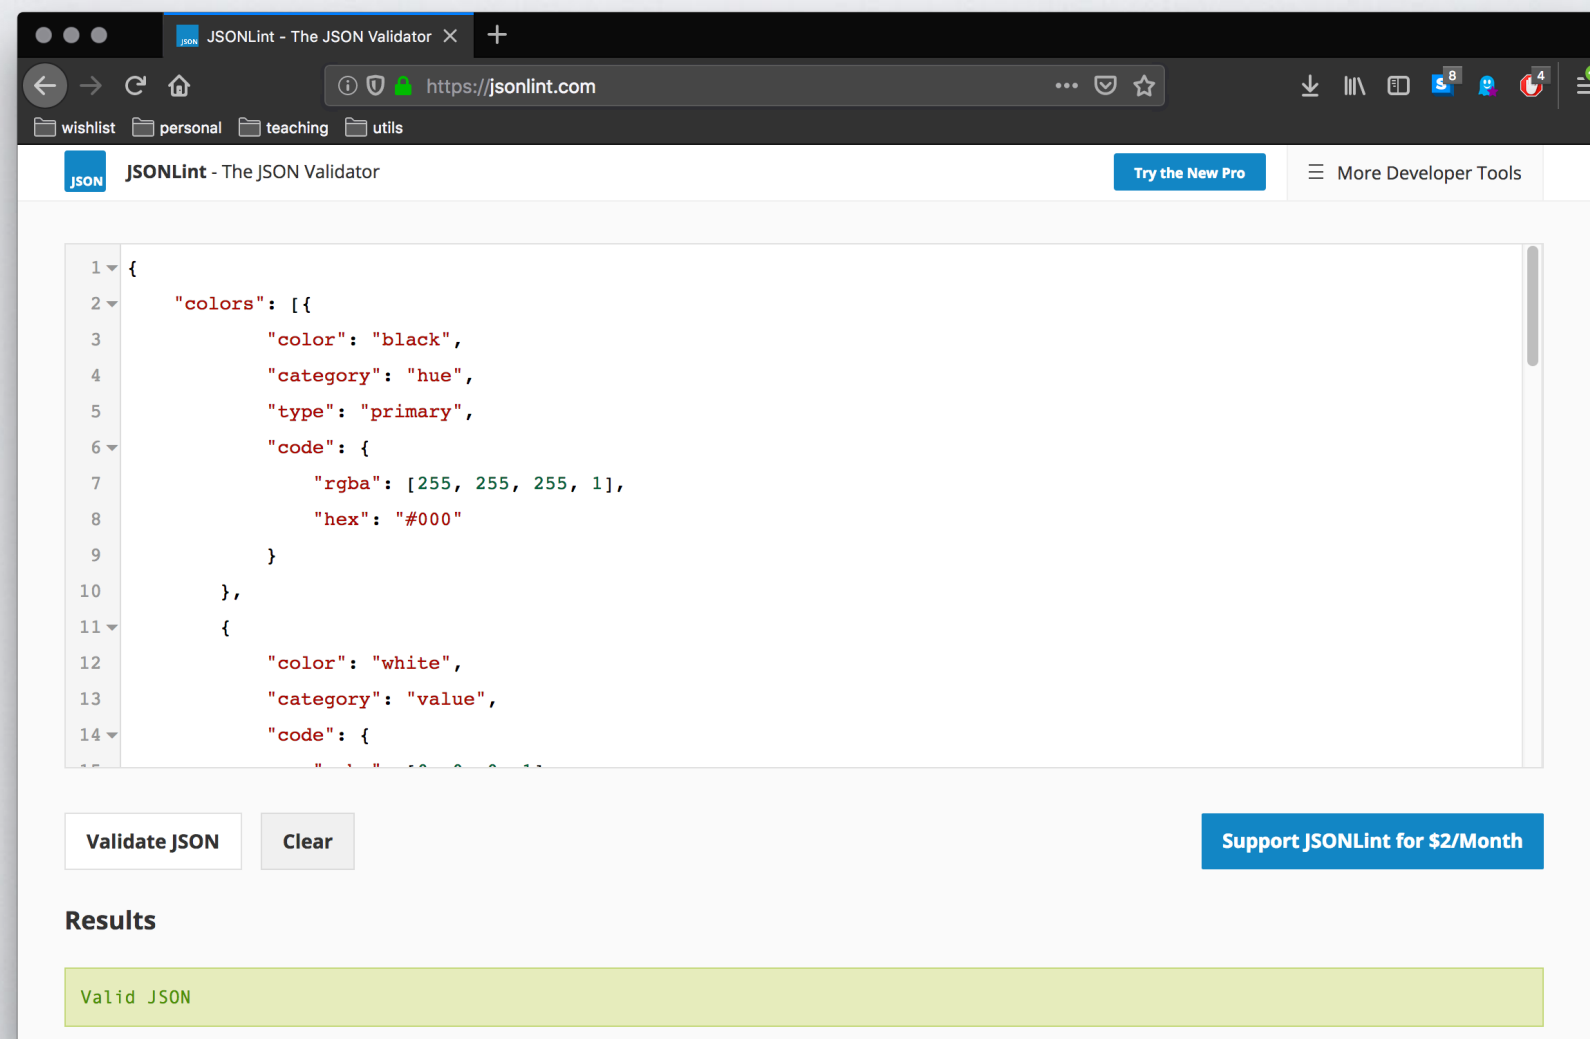 JSON JSONLint - The JSON Validator
https://jsonlint.com
8
4
wishlist personal teaching utils
JSON JSONLint - The JSON Validator Try the New Pro More Developer Tools
1 {
2 "colors": [{
3 "color": "black",
4 "category": "hue",
5 "type": "primary",
6 "code": {
7 "rgba": [255, 255, 255, 1],
8 "hex": "#000"
9 }
10 },
11 {
12 "color": "white",
13 "category": "value",
14 "code": {
Validate JSON Clear Support JSONLint for $2/Month
Results
Valid JSON